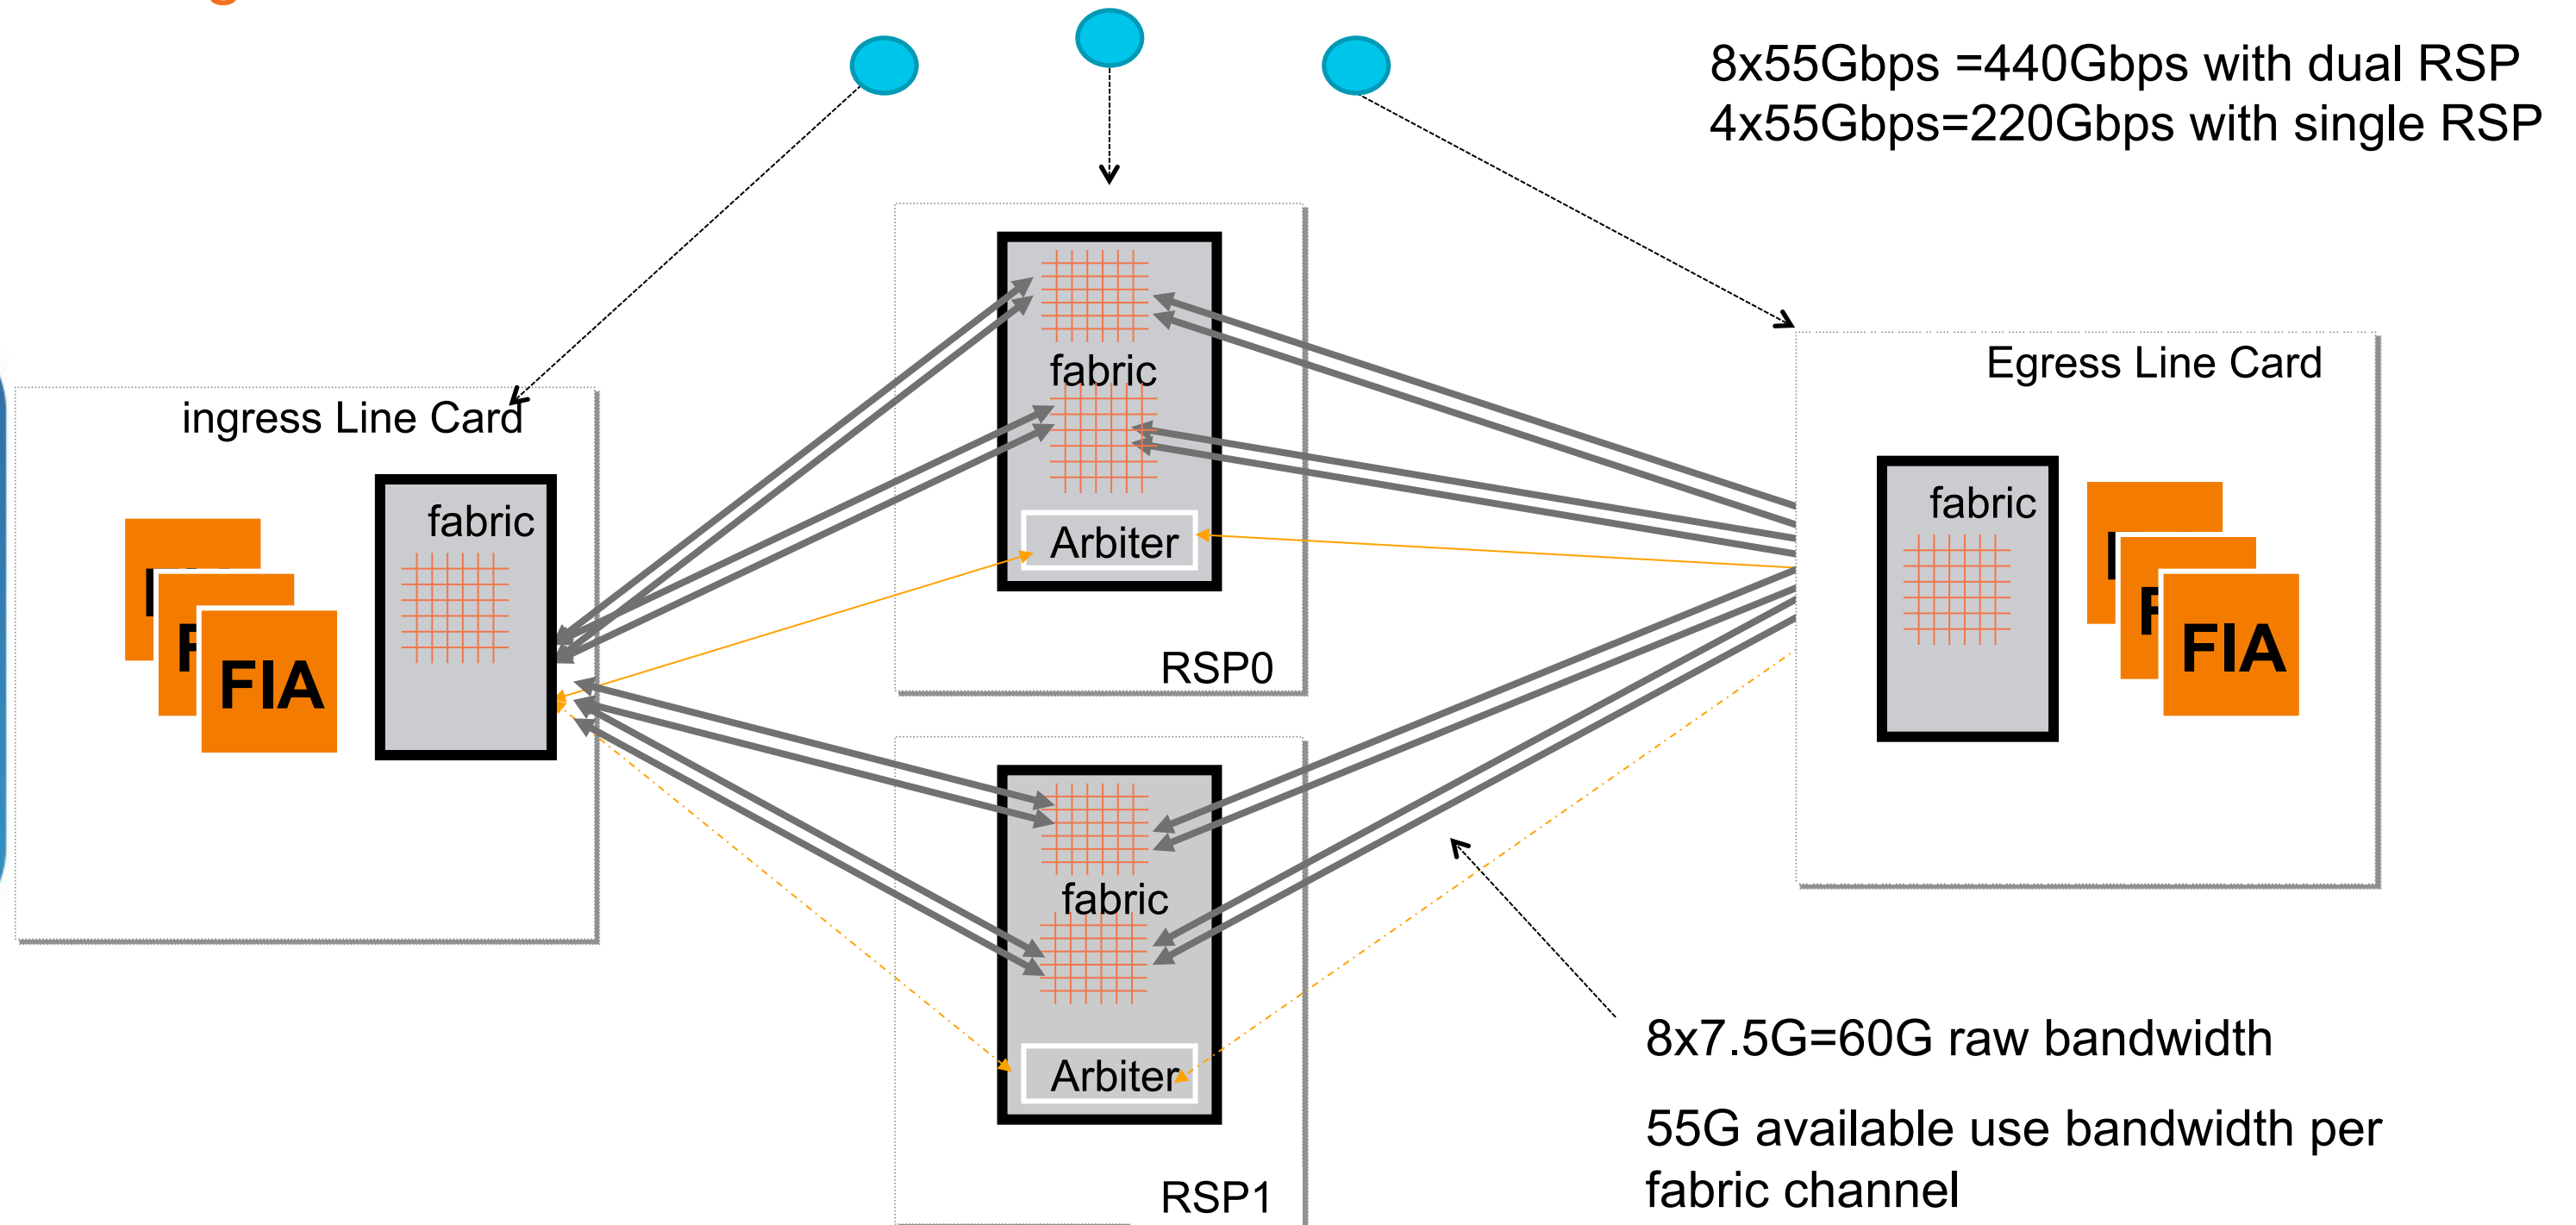 8x55Gbps =440Gbps with dual RSP
4x55Gbps=220Gbps with single RSP
ingress Line Card
fabric
FIA
fabric
Arbiter
RSP0
fabric
Arbiter
RSP1
Egress Line Card
fabric
FIA
8x7.5G=60G raw bandwidth
55G available use bandwidth per
fabric channel